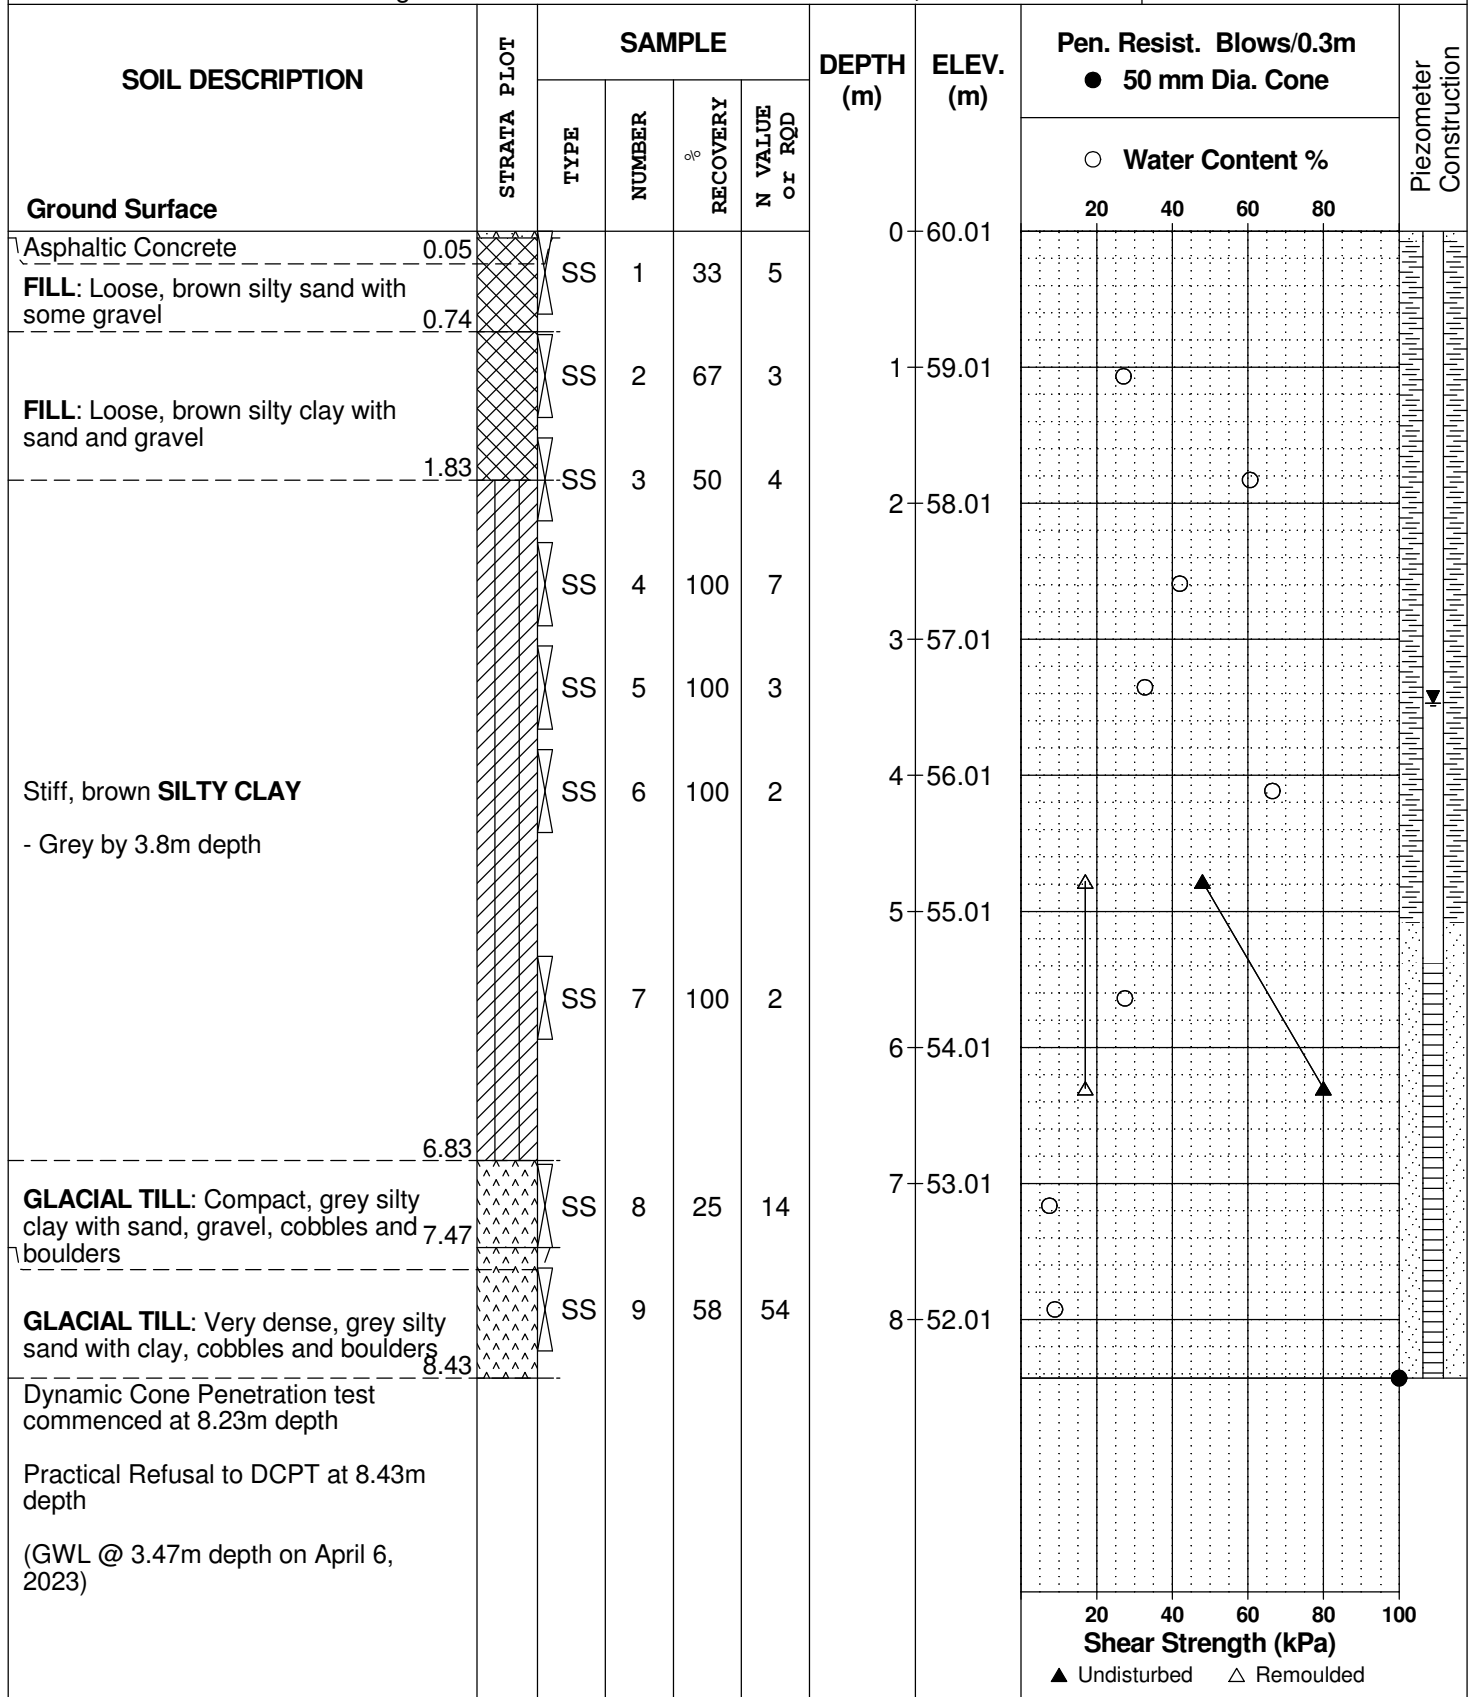 SOIL DESCRIPTION
Ground Surface
STRATA PLOT
SAMPLE
TYPE
NUMBER
%
RECOVERY
N VALUE
or RQD
DEPTH
(m)
ELEV.
(m)
Pen. Resist. Blows/0.3m
● 50 mm Dia. Cone
○ Water Content %
20 40 60 80
Piezometer
Construction
0 60.01
Asphaltic Concrete 0.05
FILL: Loose, brown silty sand with
some gravel 0.74
SS 1 33 5
1 59.01
SS 2 67 3
FILL: Loose, brown silty clay with
sand and gravel
1.83
SS 3 50 4
2 58.01
SS 4 100 7
3 57.01
SS 5 100 3
4 56.01
Stiff, brown SILTY CLAY
SS 6 100 2
- Grey by 3.8m depth
5 55.01
SS 7 100 2
6 54.01
6.83
7 53.01
GLACIAL TILL: Compact, grey silty
clay with sand, gravel, cobbles and 7.47
boulders
SS 8 25 14
8 52.01
GLACIAL TILL: Very dense, grey silty
sand with clay, cobbles and boulders
8.43
SS 9 58 54
Dynamic Cone Penetration test
commenced at 8.23m depth
Practical Refusal to DCPT at 8.43m
depth
(GWL @ 3.47m depth on April 6,
2023)
20 40 60 80 100
Shear Strength (kPa)
▲ Undisturbed △ Remoulded